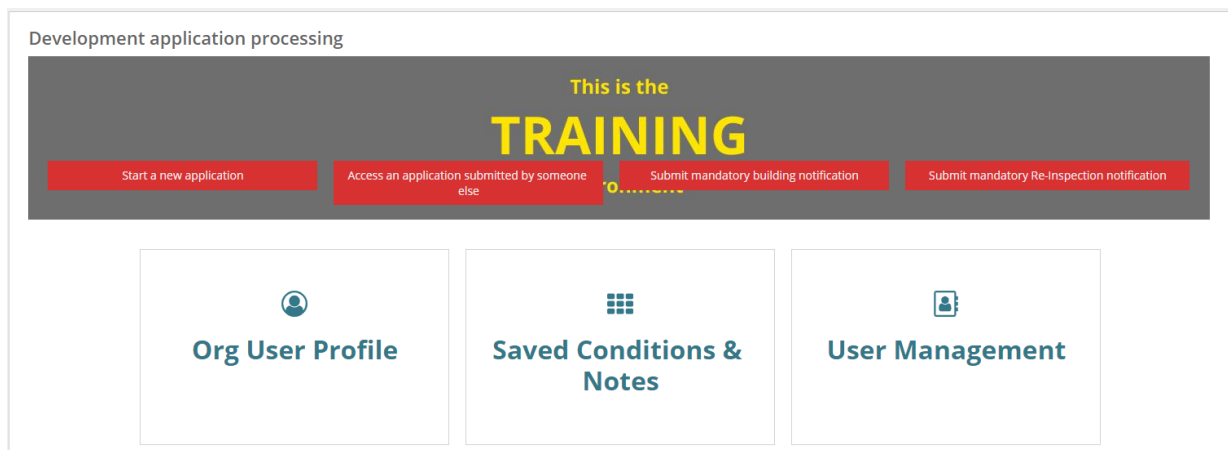 Development application processing
This is the
TRAINING
Start a new application
Access an application submitted by someone
else
Submit mandatory building notification
Submit mandatory Re-Inspection notification
Org User Profile
Saved Conditions &
Notes
User Management